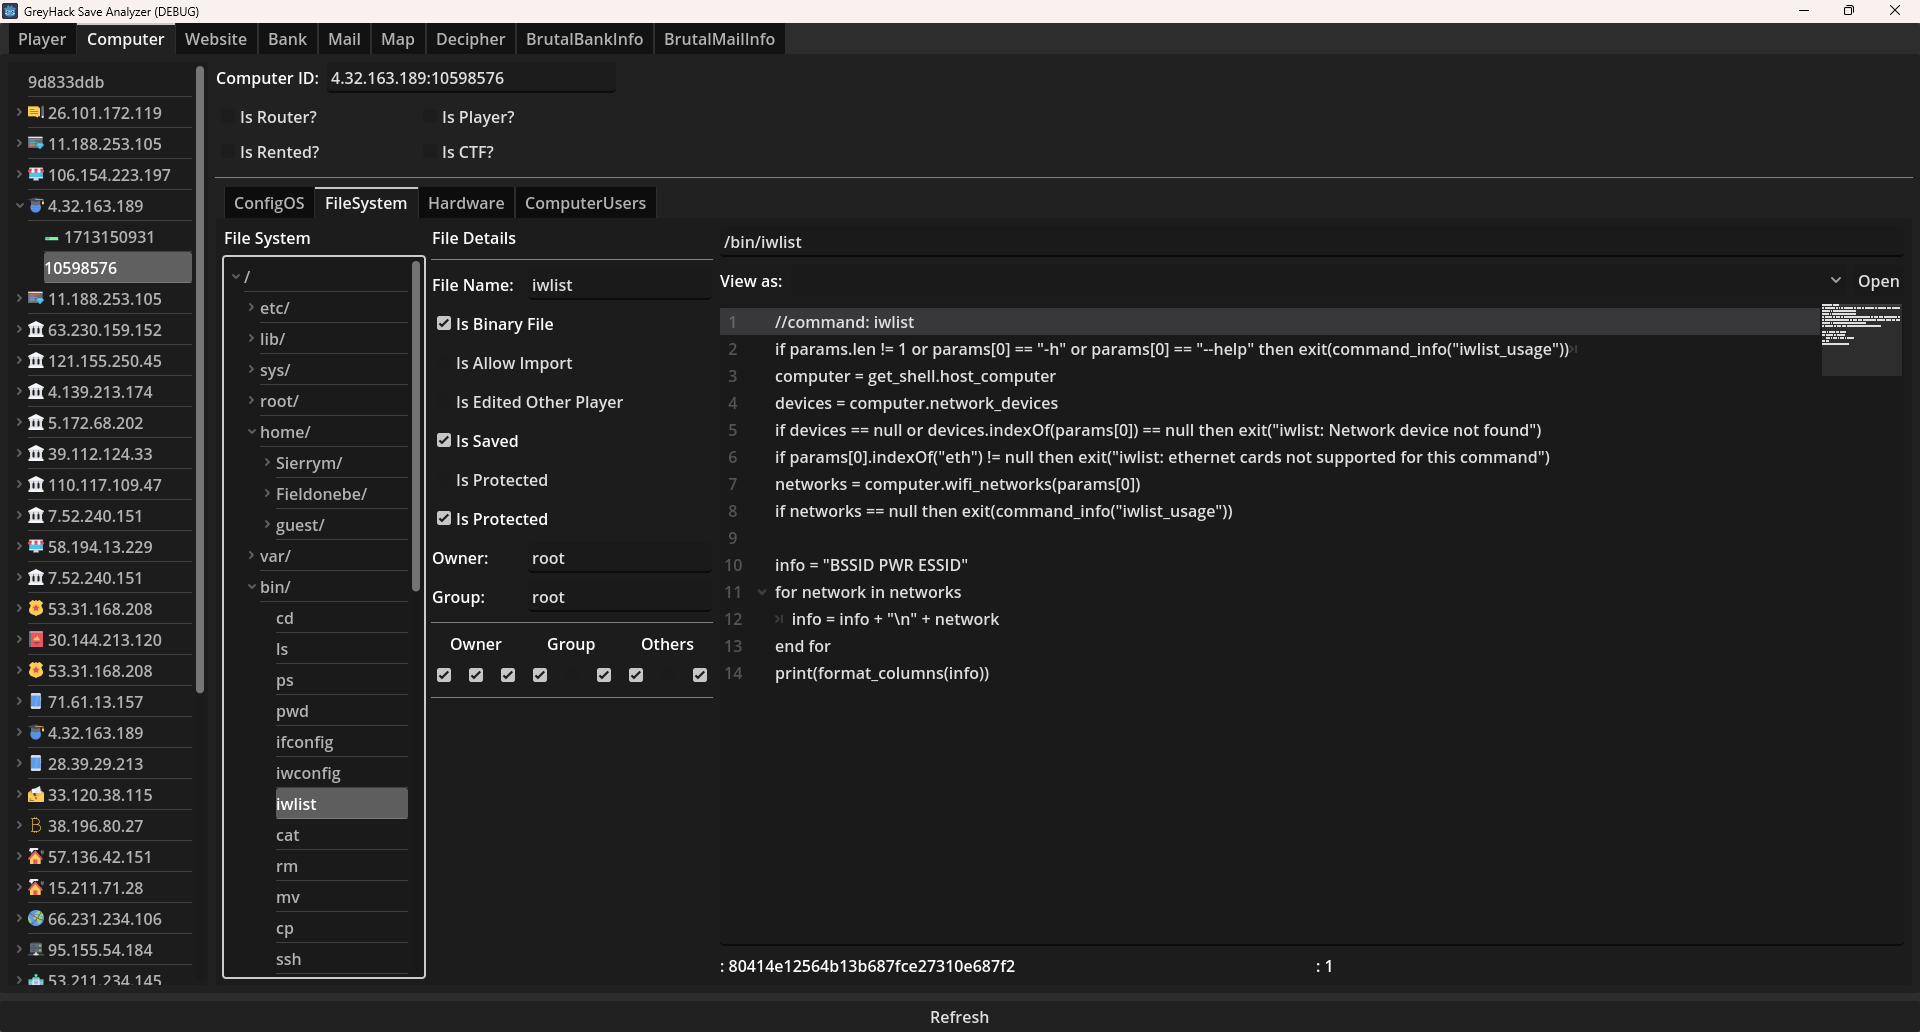 GreyHack Save Analyzer (DEBUG)
Player Computer Website Bank Mail Map Decipher BrutalBankInfo BrutalMailInfo
9d833ddb
26.101.172.119
11.188.253.105
106.154.223.197
4.32.163.189
1713150931
10598576
11.188.253.105
63.230.159.152
121.155.250.45
4.139.213.174
5.172.68.202
39.112.124.33
110.117.109.47
7.52.240.151
58.194.13.229
7.52.240.151
53.31.168.208
30.144.213.120
53.31.168.208
71.61.13.157
4.32.163.189
28.39.29.213
33.120.38.115
38.196.80.27
57.136.42.151
15.211.71.28
66.231.234.106
95.155.54.184
53.211.234.145
Computer ID: 4.32.163.189:10598576
Is Router? Is Player?
Is Rented? Is CTF?
ConfigOS FileSystem Hardware ComputerUsers
File System
/
etc/
lib/
sys/
root/
home/
Sierrym/
Fieldonebe/
guest/
var/
bin/
cd
ls
ps
pwd
ifconfig
iwconfig
iwlist
cat
rm
mv
cp
ssh
File Details
File Name: iwlist
Is Binary File
Is Allow Import
Is Edited Other Player
Is Saved
Is Protected
Is Protected
Owner: root
Group: root
Owner Group Others
/bin/iwlist
View as: Open
1 //command: iwlist
2 if params.len != 1 or params[0] == "-h" or params[0] == "--help" then exit(command_info("iwlist_usage"))
3 computer = get_shell.host_computer
4 devices = computer.network_devices
5 if devices == null or devices.indexOf(params[0]) == null then exit("iwlist: Network device not found")
6 if params[0].indexOf("eth") != null then exit("iwlist: ethernet cards not supported for this command")
7 networks = computer.wifi_networks(params[0])
8 if networks == null then exit(command_info("iwlist_usage"))
9
10 info = "BSSID PWR ESSID"
11 for network in networks
12 info = info + "\n" + network
13 end for
14 print(format_columns(info))
: 80414e12564b13b687fce27310e687f2 : 1
Refresh